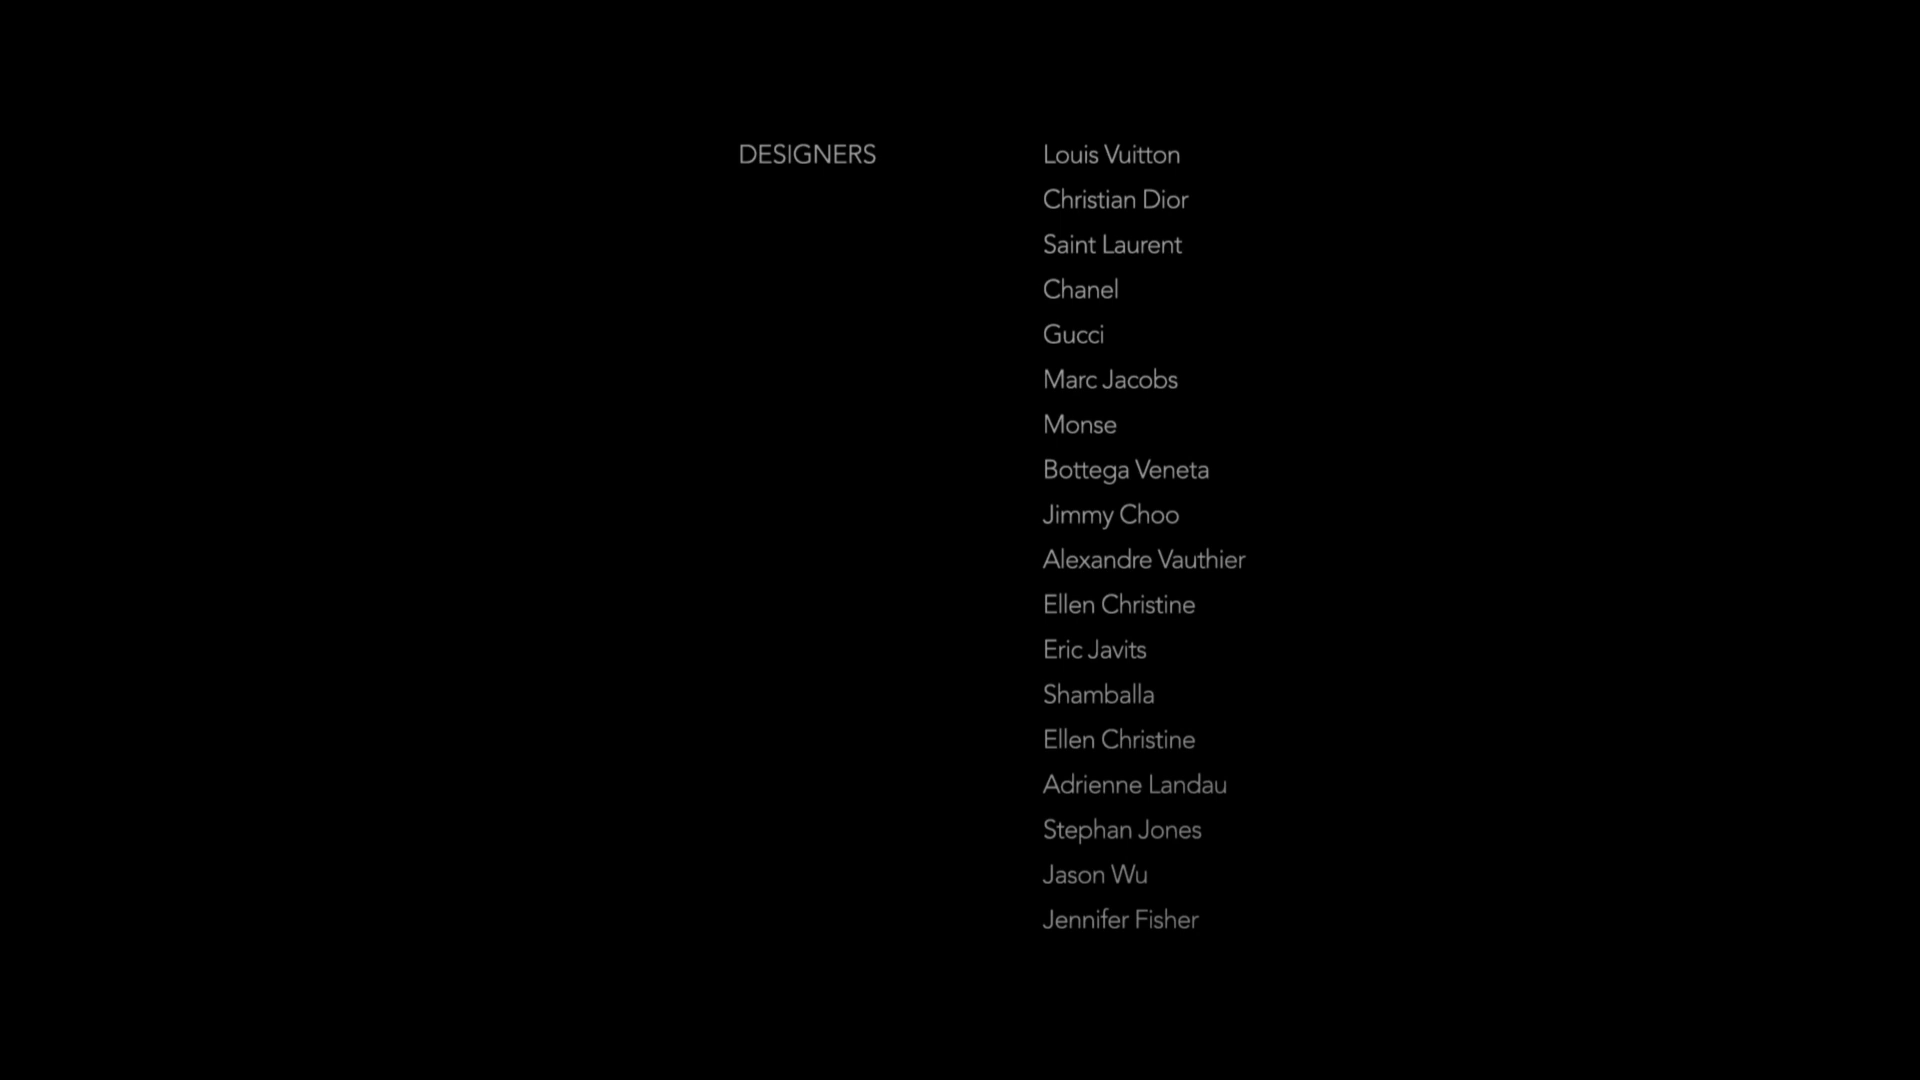 DESIGNERS Louis Vuitton
Christian Dior
Saint Laurent
Chanel
Gucci
Marc Jacobs
Monse
Bottega Veneta
Jimmy Choo
Alexandre Vauthier
Ellen Christine
Eric Javits
Shamballa
Ellen Christine
Adrienne Landau
Stephan Jones
Jason Wu
Jennifer Fisher